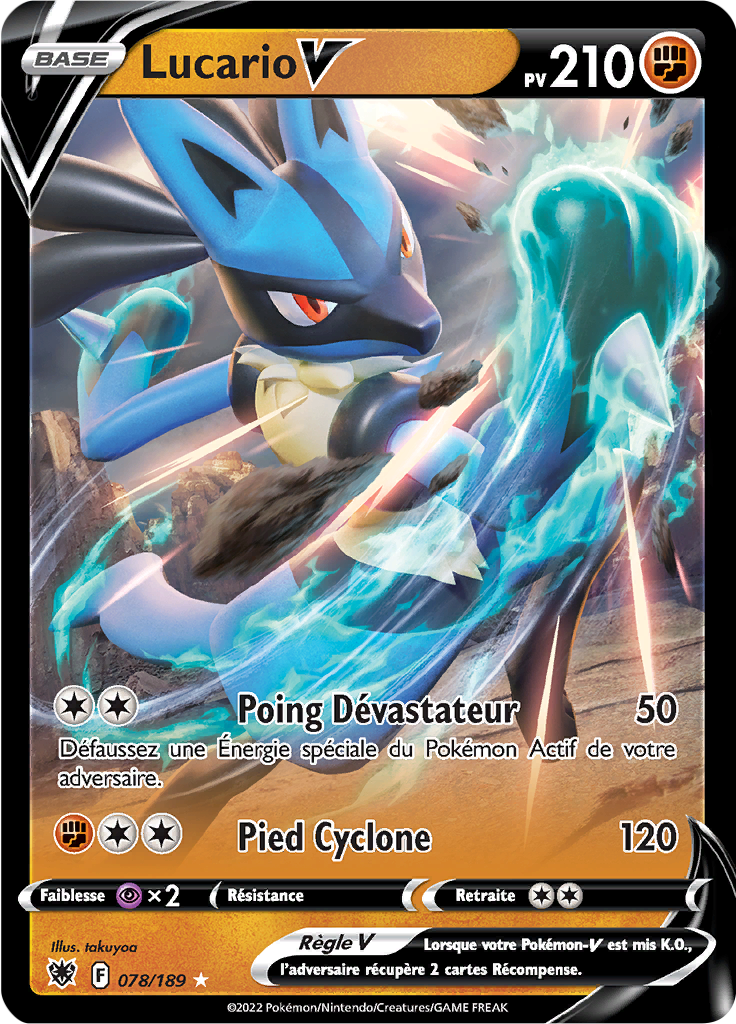 BASE
Lucario V
PV 210
Poing Dévastateur 50
Défaussez une Énergie spéciale du Pokémon Actif de votre
adversaire.
Pied Cyclone 120
Faiblesse ×2 Résistance Retraite
Illus. takuyoa
Règle V Lorsque votre Pokémon-V est mis K.O.,
l'adversaire récupère 2 cartes Récompense.
F 078/189
©2022 Pokémon/Nintendo/Creatures/GAME FREAK